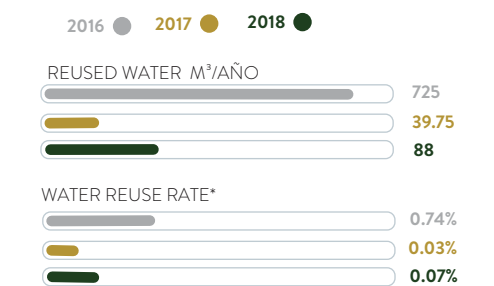 2016 2017 2018
REUSED WATER M³/AÑO
725
39.75
88
WATER REUSE RATE*
0.74%
0.03%
0.07%